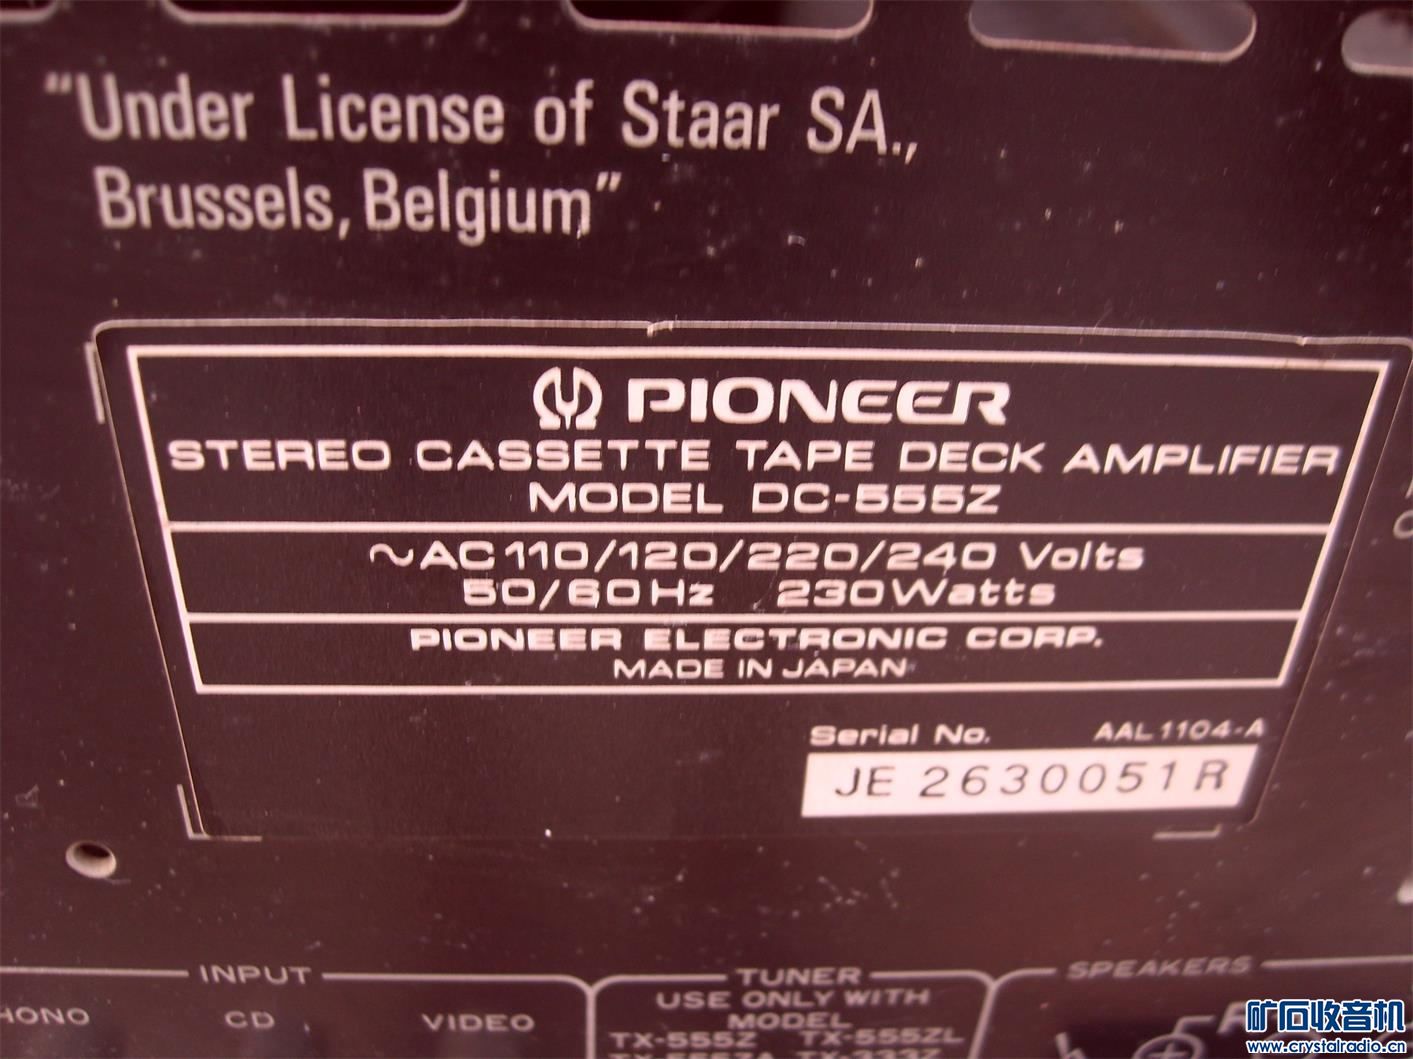 "Under License of Staar SA.,
Brussels, Belgium"
PIONEER
STEREO CASSETTE TAPE DECK AMPLIFIER
MODEL DC-555Z
~AC 110/120/220/240 Volts
50/60Hz 230Watts
PIONEER ELECTRONIC CORP.
MADE IN JAPAN
Serial No. AAL1104-A
JE 2630051R
INPUT
CD VIDEO
TUNER
USE ONLY WITH
MODEL
TX-555Z TX-555ZL
SPEAKERS
矿石收音机
www.crystalradio.cn